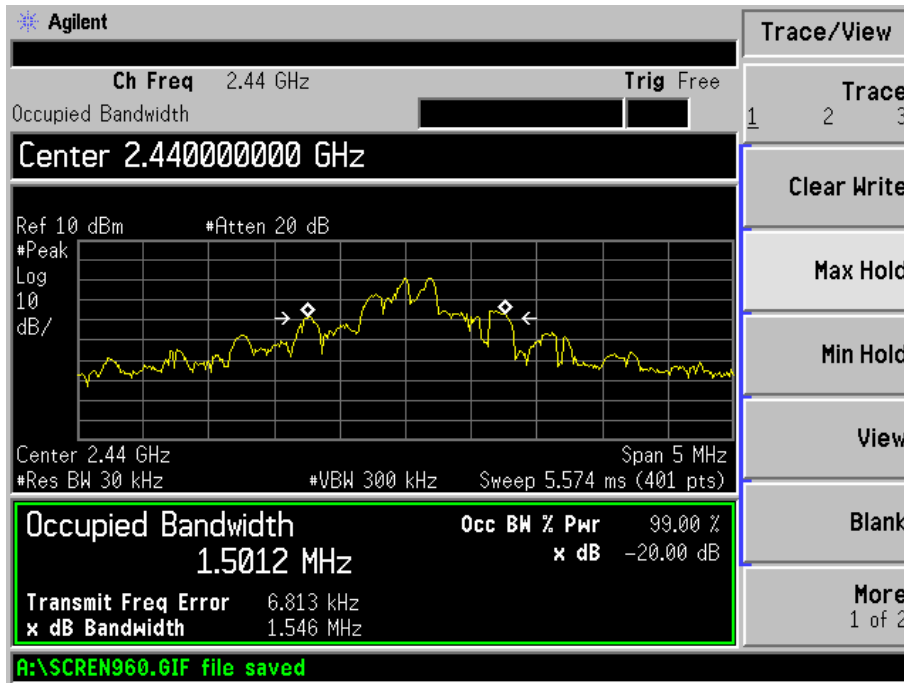 Agilent
Trace/View
Ch Freq 2.44 GHz Trig Free
Occupied Bandwidth
Center 2.440000000 GHz
Ref 10 dBm #Atten 20 dB
#Peak
Log
10
dB/
Center 2.44 GHz Span 5 MHz
#Res BW 30 kHz #VBW 300 kHz Sweep 5.574 ms (401 pts)
Occupied Bandwidth
1.5012 MHz
Occ BW % Pwr 99.00 %
x dB -20.00 dB
Transmit Freq Error 6.813 kHz
x dB Bandwidth 1.546 MHz
A:\SCREN960.GIF file saved
Trace
1 2 3
Clear Write
Max Hold
Min Hold
View
Blank
More
1 of 2